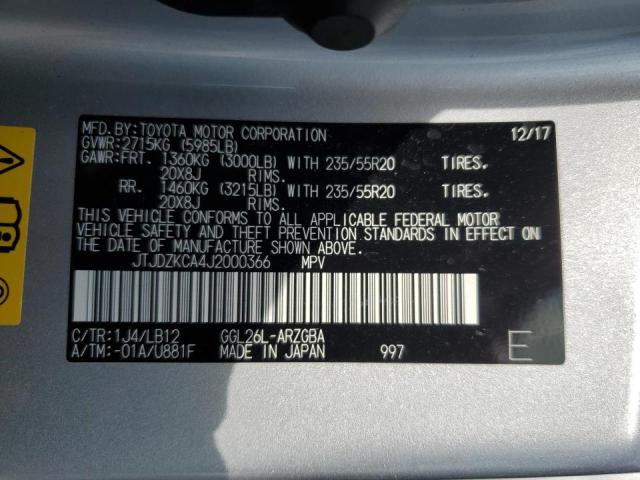 MFD.BY:TOYOTA MOTOR CORPORATION 12/17
GVWR:2715KG (5985LB)
GAWR:FRT. 1360KG (3000LB) WITH 235/55R20 TIRES.
20X8J RIMS.
RR. 1460KG (3215LB) WITH 235/55R20 TIRES.
20X8J RIMS.
THIS VEHICLE CONFORMS TO ALL APPLICABLE FEDERAL MOTOR
VEHICLE SAFETY AND THEFT PREVENTION STANDARDS IN EFFECT ON
THE DATE OF MANUFACTURE SHOWN ABOVE.
JTJDZKCA4J2000366 MPV
C/TR:1J4/LB12 GGL26L-ARZGBA
A/TM:-01A/U881F MADE IN JAPAN 997 E